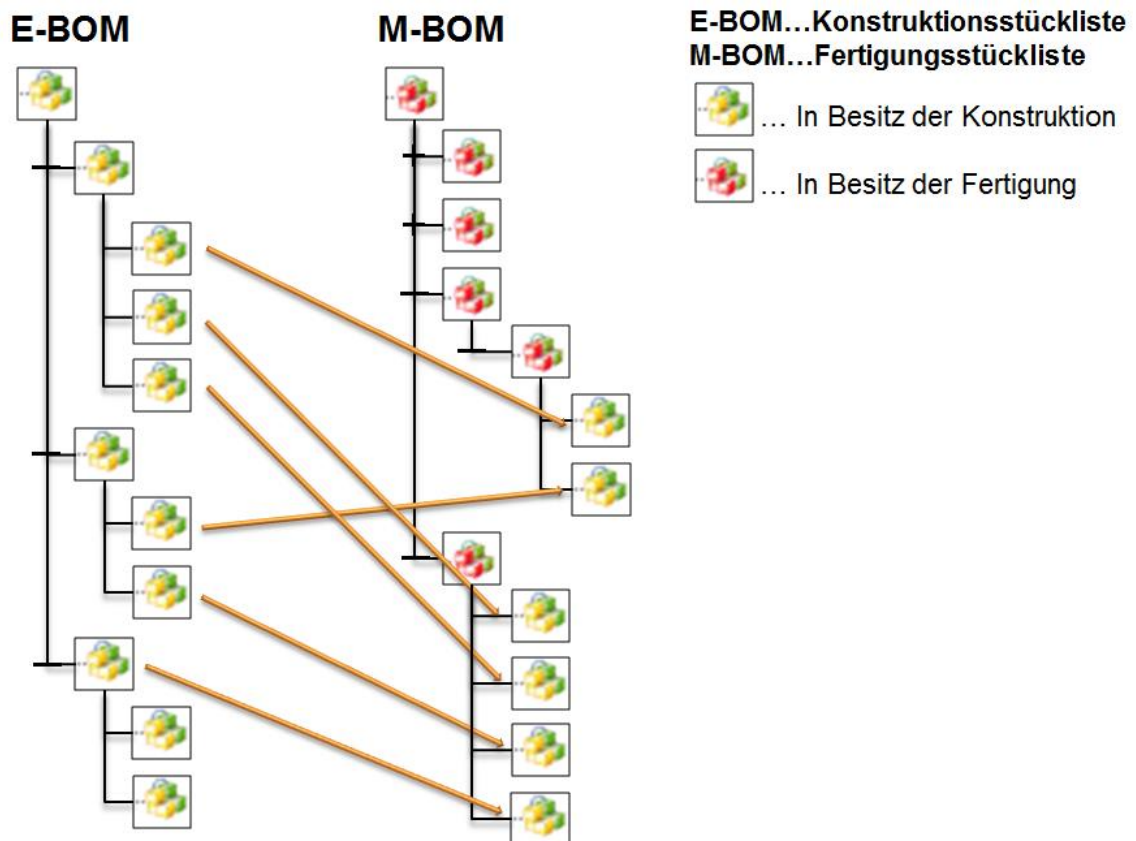 E-BOM
M-BOM
E-BOM…Konstruktionsstückliste
M-BOM…Fertigungsstückliste
… In Besitz der Konstruktion
… In Besitz der Fertigung